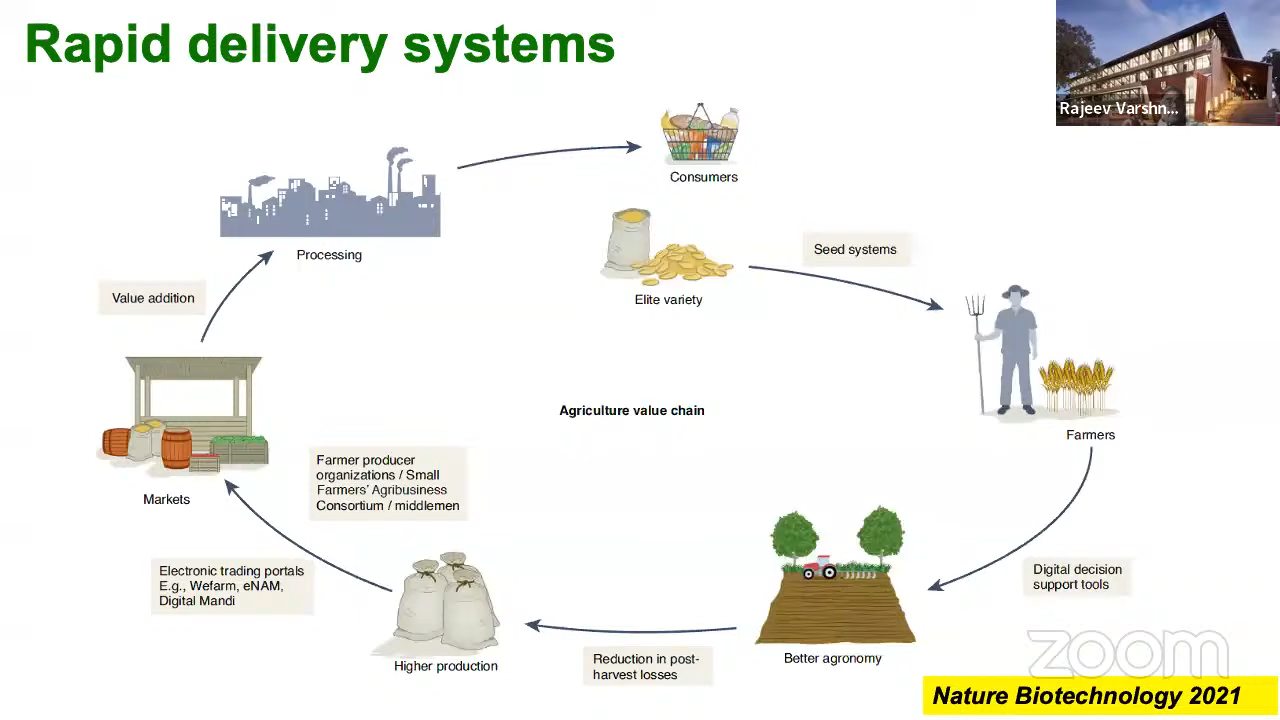 Rapid delivery systems
Rajeev Varshn...
Consumers
Processing
Elite variety
Seed systems
Value addition
Farmers
Agriculture value chain
Markets
Farmer producer
organizations / Small
Farmers' Agribusiness
Consortium / middlemen
Electronic trading portals
E.g., Wefarm, eNAM,
Digital Mandi
Higher production
Reduction in post-
harvest losses
Better agronomy
Digital decision
support tools
zoom
Nature Biotechnology 2021